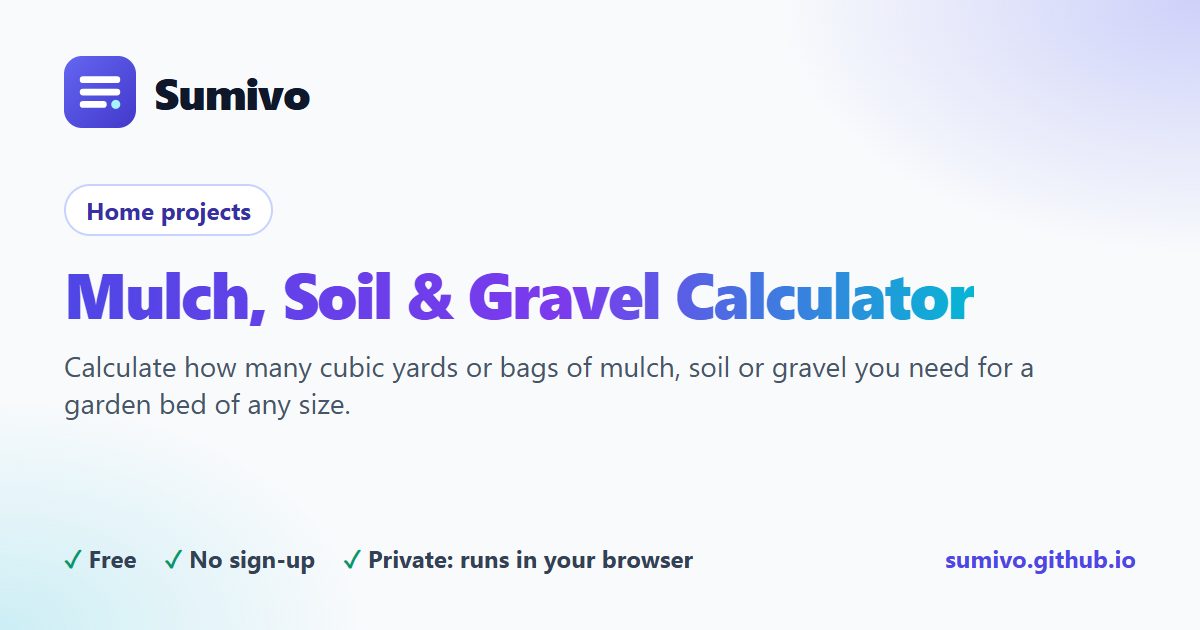 Sumivo
Home projects
Mulch, Soil & Gravel Calculator
Calculate how many cubic yards or bags of mulch, soil or gravel you need for a
garden bed of any size.
✓ Free ✓ No sign-up ✓ Private: runs in your browser
sumivo.github.io